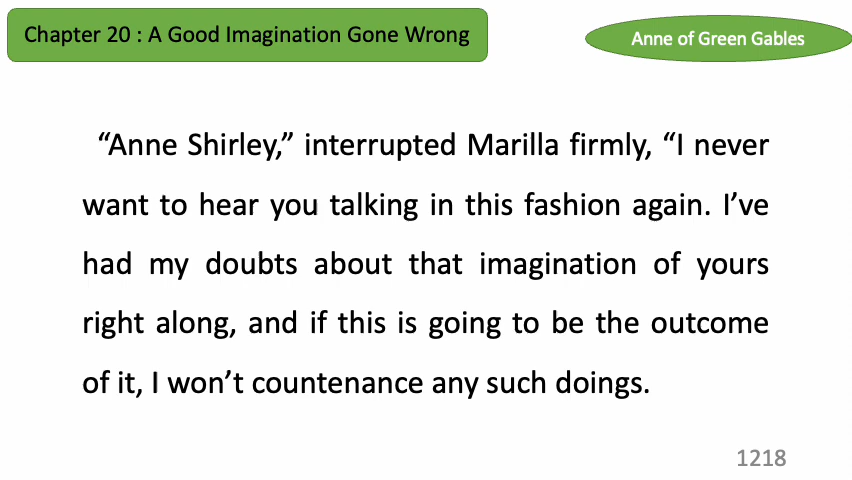 Chapter 20 : A Good Imagination Gone Wrong
Anne of Green Gables
“Anne Shirley,” interrupted Marilla firmly, “I never
want to hear you talking in this fashion again. I’ve
had my doubts about that imagination of yours
right along, and if this is going to be the outcome
of it, I won’t countenance any such doings.
1218